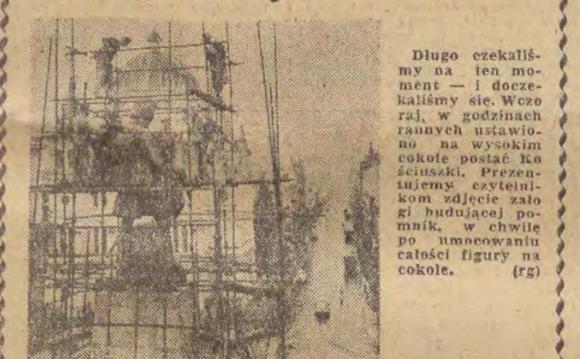 Długo czekaliś-
my na ten mo-
ment — i docze-
kaliśmy się. Wczo
raj, w godzinach
rannych ustawio-
no na wysokim
cokole postać Ko
ściuszki. Prezen-
tujemy czytelni-
kom zdjęcie zało
gi budującej po-
mnik, w chwilę
po umocowaniu
całości figury na
cokole. (rg)